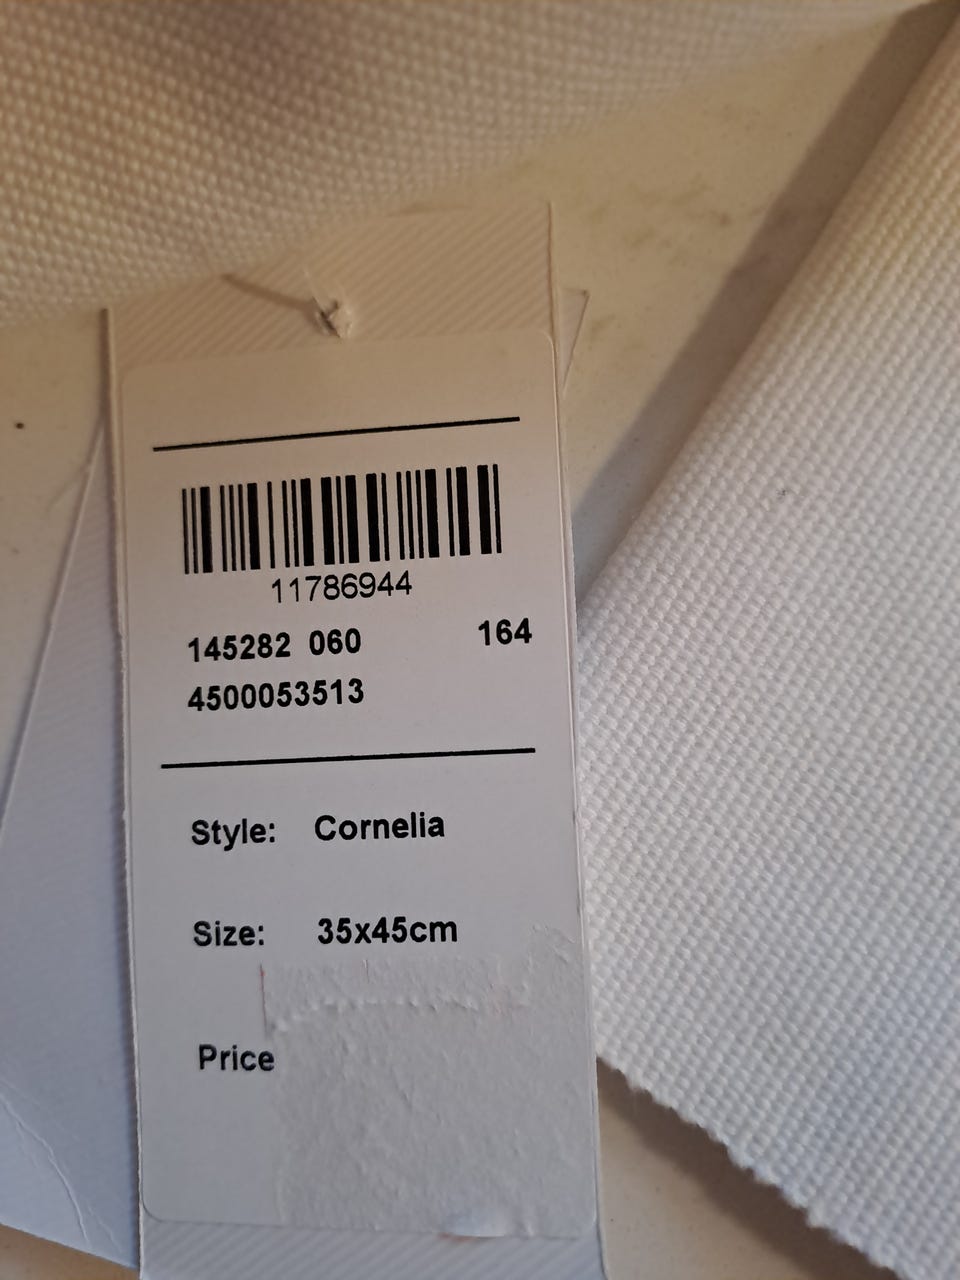 11786944
145282 060 164
4500053513
Style: Cornelia
Size: 35x45cm
Price